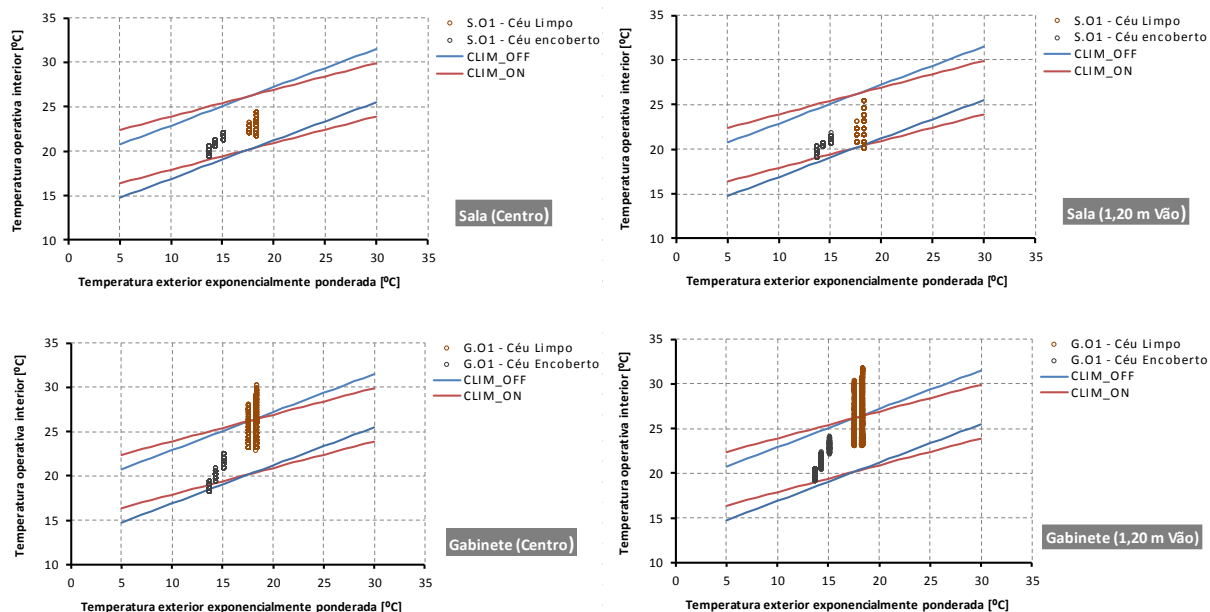 Temperatura operativa interior [ºC]
35
30
25
20
15
10
0 5 10 15 20 25 30 35
Temperatura exterior exponencialmente ponderada [ºC]
S.O1 - Céu Limpo
S.O1 - Céu encoberto
CLIM_OFF
CLIM_ON
Sala (Centro)
Temperatura operativa interior [ºC]
35
30
25
20
15
10
0 5 10 15 20 25 30 35
Temperatura exterior exponencialmente ponderada [ºC]
S.O1 - Céu Limpo
S.O1 - Céu encoberto
CLIM_OFF
CLIM_ON
Sala (1,20 m Vão)
Temperatura operativa interior [ºC]
35
30
25
20
15
10
0 5 10 15 20 25 30 35
Temperatura exterior exponencialmente ponderada [ºC]
G.O1 - Céu Limpo
G.O1 - Céu Encoberto
CLIM_OFF
CLIM_ON
Gabinete (Centro)
Temperatura operativa interior [ºC]
35
30
25
20
15
10
0 5 10 15 20 25 30 35
Temperatura exterior exponencialmente ponderada [ºC]
G.O1 - Céu Limpo
G.O1 - Céu Encoberto
CLIM_OFF
CLIM_ON
Gabinete (1,20 m Vão)